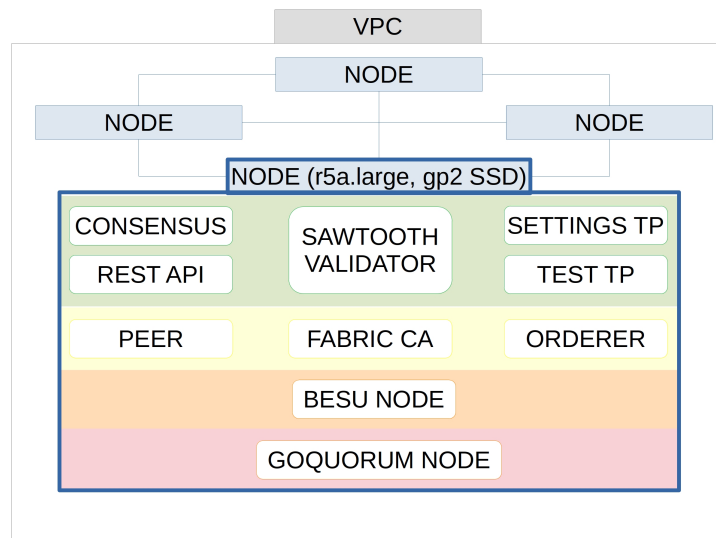 VPC
NODE
NODE
NODE
NODE (r5a.large, gp2 SSD)
CONSENSUS
SAWTOOTH
VALIDATOR
SETTINGS TP
REST API
TEST TP
PEER
FABRIC CA
ORDERER
BESU NODE
GOQUORUM NODE